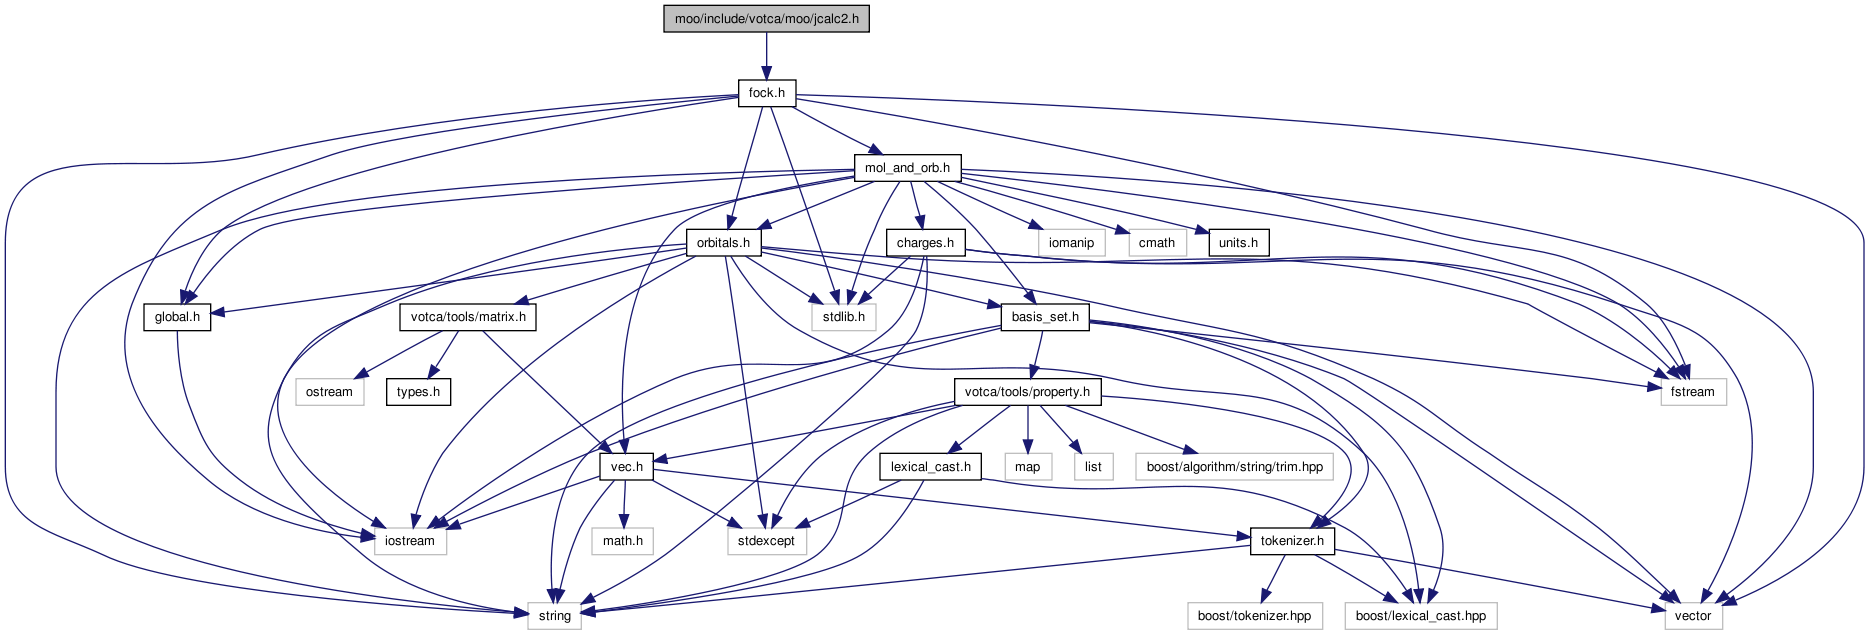 moo/include/votca/moo/jcalc2.h
fock.h
mol_and_orb.h
orbitals.h
charges.h
iomanip
cmath
units.h
global.h
votca/tools/matrix.h
stdlib.h
basis_set.h
ostream
types.h
votca/tools/property.h
fstream
vec.h
lexical_cast.h
map
list
boost/algorithm/string/trim.hpp
iostream
math.h
stdexcept
tokenizer.h
string
boost/tokenizer.hpp
boost/lexical_cast.hpp
vector